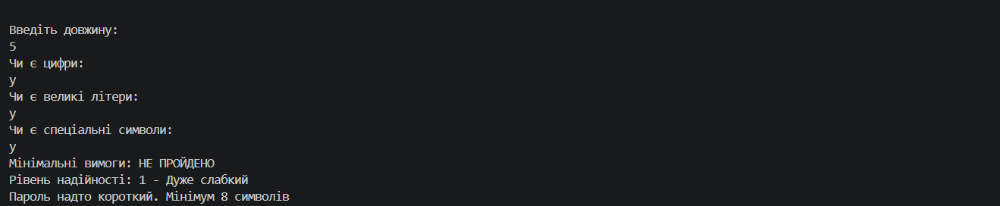 Введіть довжину:
5
Чи є цифри:
y
Чи є великі літери:
y
Чи є спеціальні символи:
y
Мінімальні вимоги: НЕ ПРОЙДЕНО
Рівень надійності: 1 - Дуже слабкий
Пароль надто короткий. Мінімум 8 символів